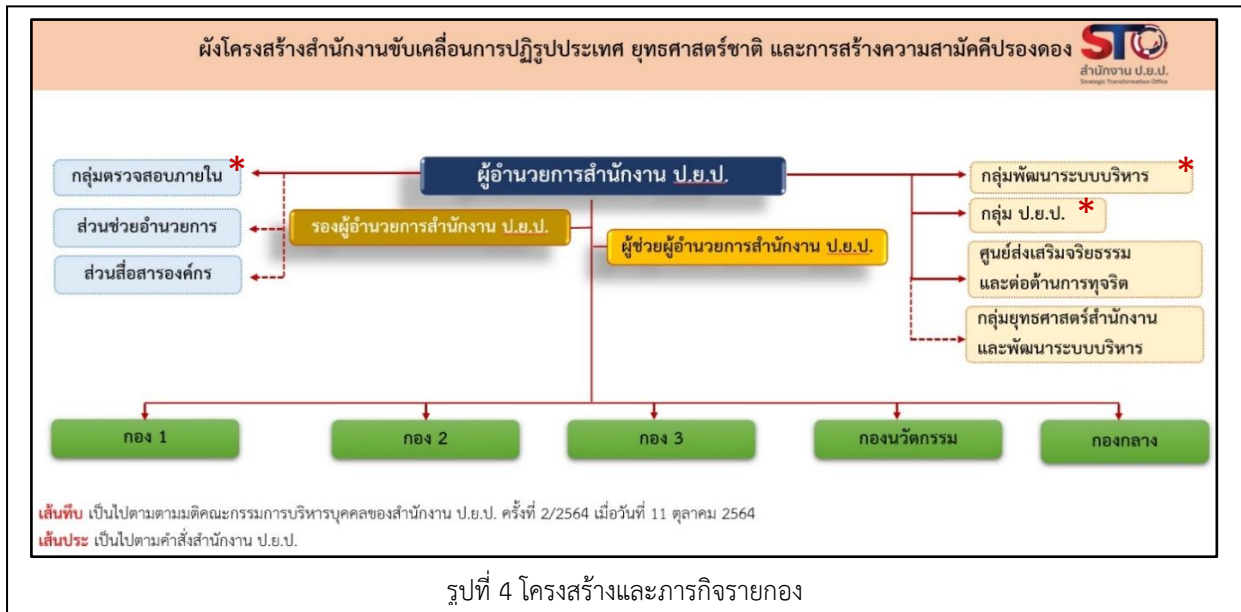 ผังโครงสร้างสำนักงานขับเคลื่อนการปฏิรูปประเทศ ยุทธศาสตร์ชาติ และการสร้างความสามัคคีปรองดอง
STO
สำนักงาน ป.ย.ป.
Strategic Transformation Office
กลุ่มตรวจสอบภายใน *
ผู้อำนวยการสำนักงาน ป.ย.ป.
กลุ่มพัฒนาระบบบริหาร *
กลุ่ม ป.ย.ป. *
ส่วนช่วยอำนวยการ
รองผู้อำนวยการสำนักงาน ป.ย.ป.
ผู้ช่วยผู้อำนวยการสำนักงาน ป.ย.ป.
ส่วนสื่อสารองค์กร
ศูนย์ส่งเสริมจริยธรรม
และต่อต้านการทุจริต
กลุ่มยุทธศาสตร์สำนักงาน
และพัฒนาระบบบริหาร
กอง 1
กอง 2
กอง 3
กองนวัตกรรม
กองกลาง
เส้นทึบ เป็นไปตามตามมติคณะกรรมการบริหารบุคคลของสำนักงาน ป.ย.ป. ครั้งที่ 2/2564 เมื่อวันที่ 11 ตุลาคม 2564
เส้นประ เป็นไปตามคำสั่งสำนักงาน ป.ย.ป.
รูปที่ 4 โครงสร้างและภารกิจรายกอง